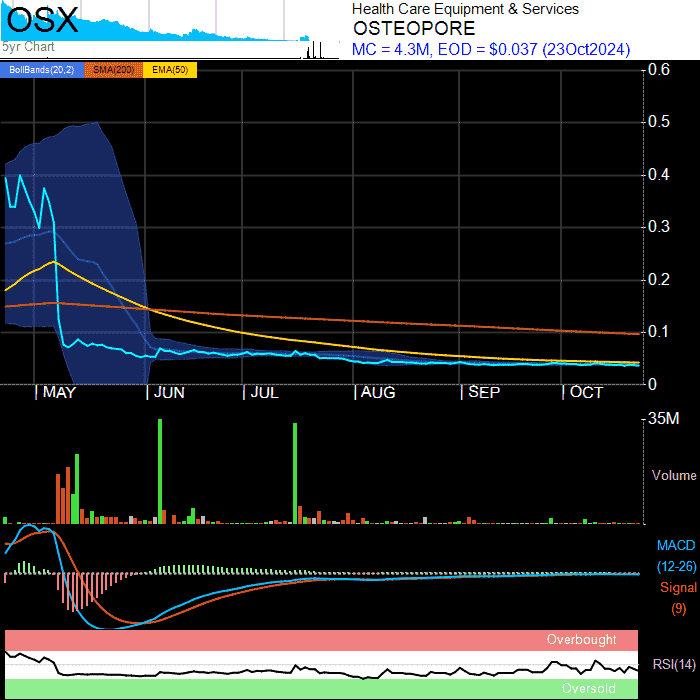 OSX
Health Care Equipment & Services
OSTEOPORE
5yr Chart
MC = 4.3M, EOD = $0.037 (23Oct2024)
BollBands(20,2) SMA(200) EMA(50)
0.6
0.5
0.4
0.3
0.2
0.1
0
| MAY | JUN | JUL | AUG | SEP | OCT
35M
Volume
MACD
(12-26)
Signal
(9)
Overbought
RSI(14)
Oversold